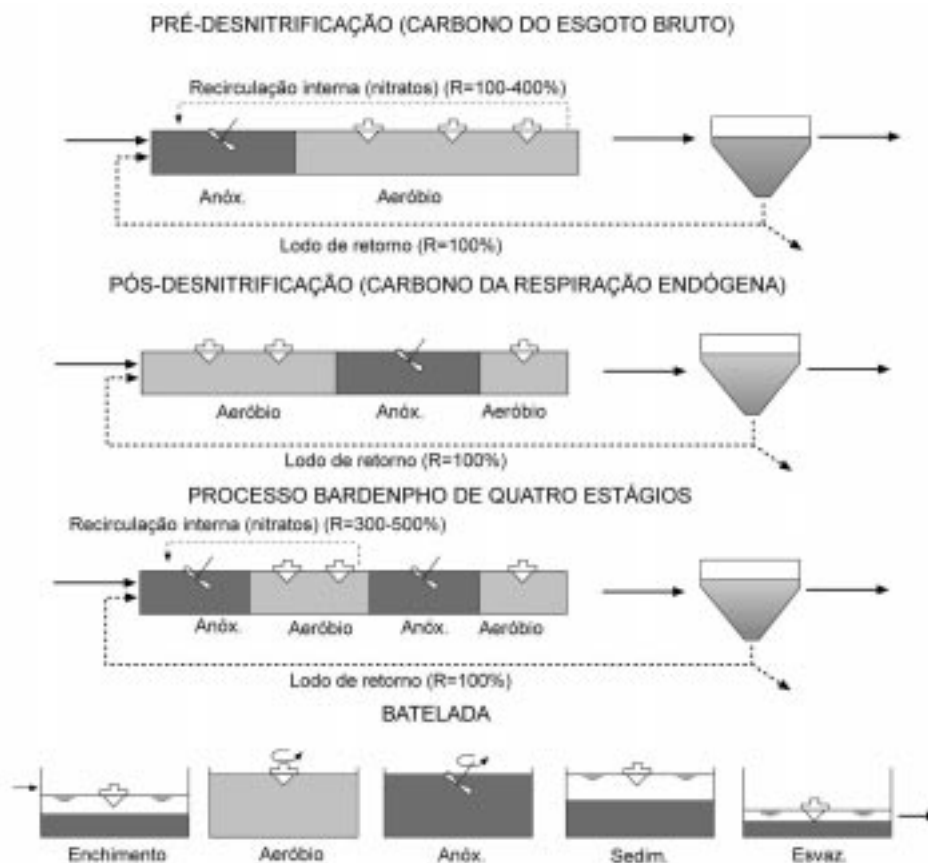 PRÉ-DESNITRIFICAÇÃO (CARBONO DO ESGOTO BRUTO)
Recirculação interna (nitratos) (R=100-400%)
Anóx. Aeróbio
Lodo de retorno (R=100%)
PÓS-DESNITRIFICAÇÃO (CARBONO DA RESPIRAÇÃO ENDÓGENA)
Aeróbio Anóx. Aeróbio
Lodo de retorno (R=100%)
PROCESSO BARDENPHO DE QUATRO ESTÁGIOS
Recirculação interna (nitratos) (R=300-500%)
Anóx. Aeróbio Anóx. Aeróbio
Lodo de retorno (R=100%)
BATELADA
Enchimento Aeróbio Anóx. Sedim. Esvaz.